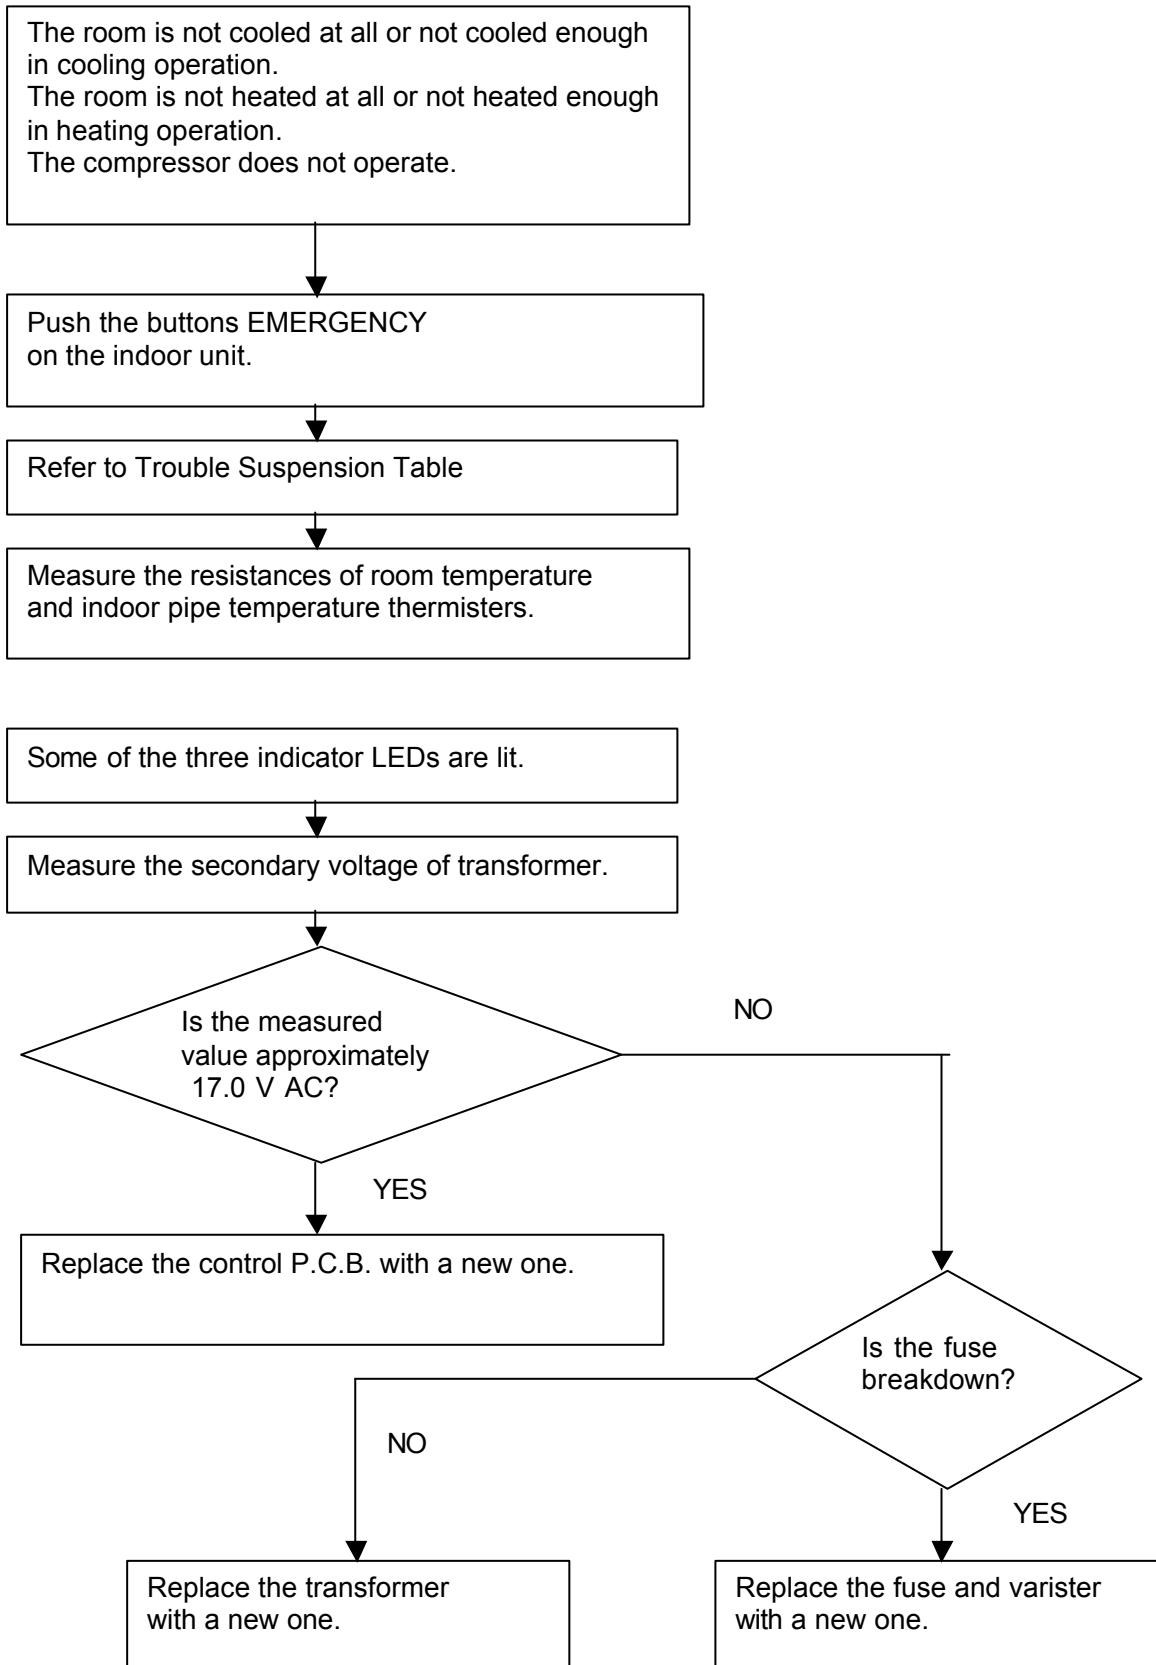 The room is not cooled at all or not cooled enough
in cooling operation.
The room is not heated at all or not heated enough
in heating operation.
The compressor does not operate.
Push the buttons EMERGENCY
on the indoor unit.
Refer to Trouble Suspension Table
Measure the resistances of room temperature
and indoor pipe temperature thermisters.
Some of the three indicator LEDs are lit.
Measure the secondary voltage of transformer.
Is the measured
value approximately
17.0 V AC?
NO
YES
Replace the control P.C.B. with a new one.
Is the fuse
breakdown?
NO
YES
Replace the transformer
with a new one.
Replace the fuse and varister
with a new one.